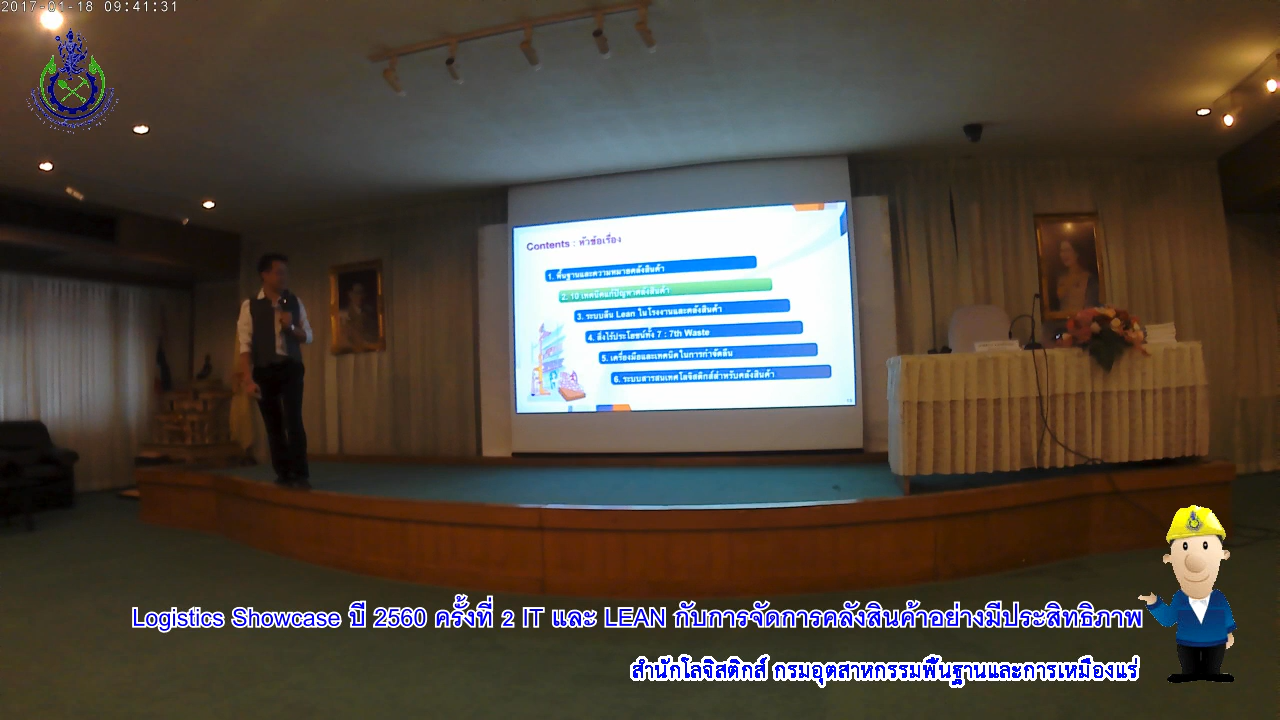 2017-01-18 09:41:31
Contents : หัวข้อเรื่อง
1. พื้นฐานและความหมายคลังสินค้า
2. 10 เทคนิคแก้ปัญหาคลังสินค้า
3. ระบบลีน Lean ในโรงงานและคลังสินค้า
4. สิ่งไร้ประโยชน์ทั้ง 7 : 7th Waste
5. เครื่องมือและเทคนิคในการกำจัดลีน
6. ระบบสารสนเทศโลจิสติกส์สำหรับคลังสินค้า
Logistics Showcase ปี 2560 ครั้งที่ 2 IT และ LEAN กับการจัดการคลังสินค้าอย่างมีประสิทธิภาพ
สำนักโลจิสติกส์ กรมอุตสาหกรรมพื้นฐานและการเหมืองแร่